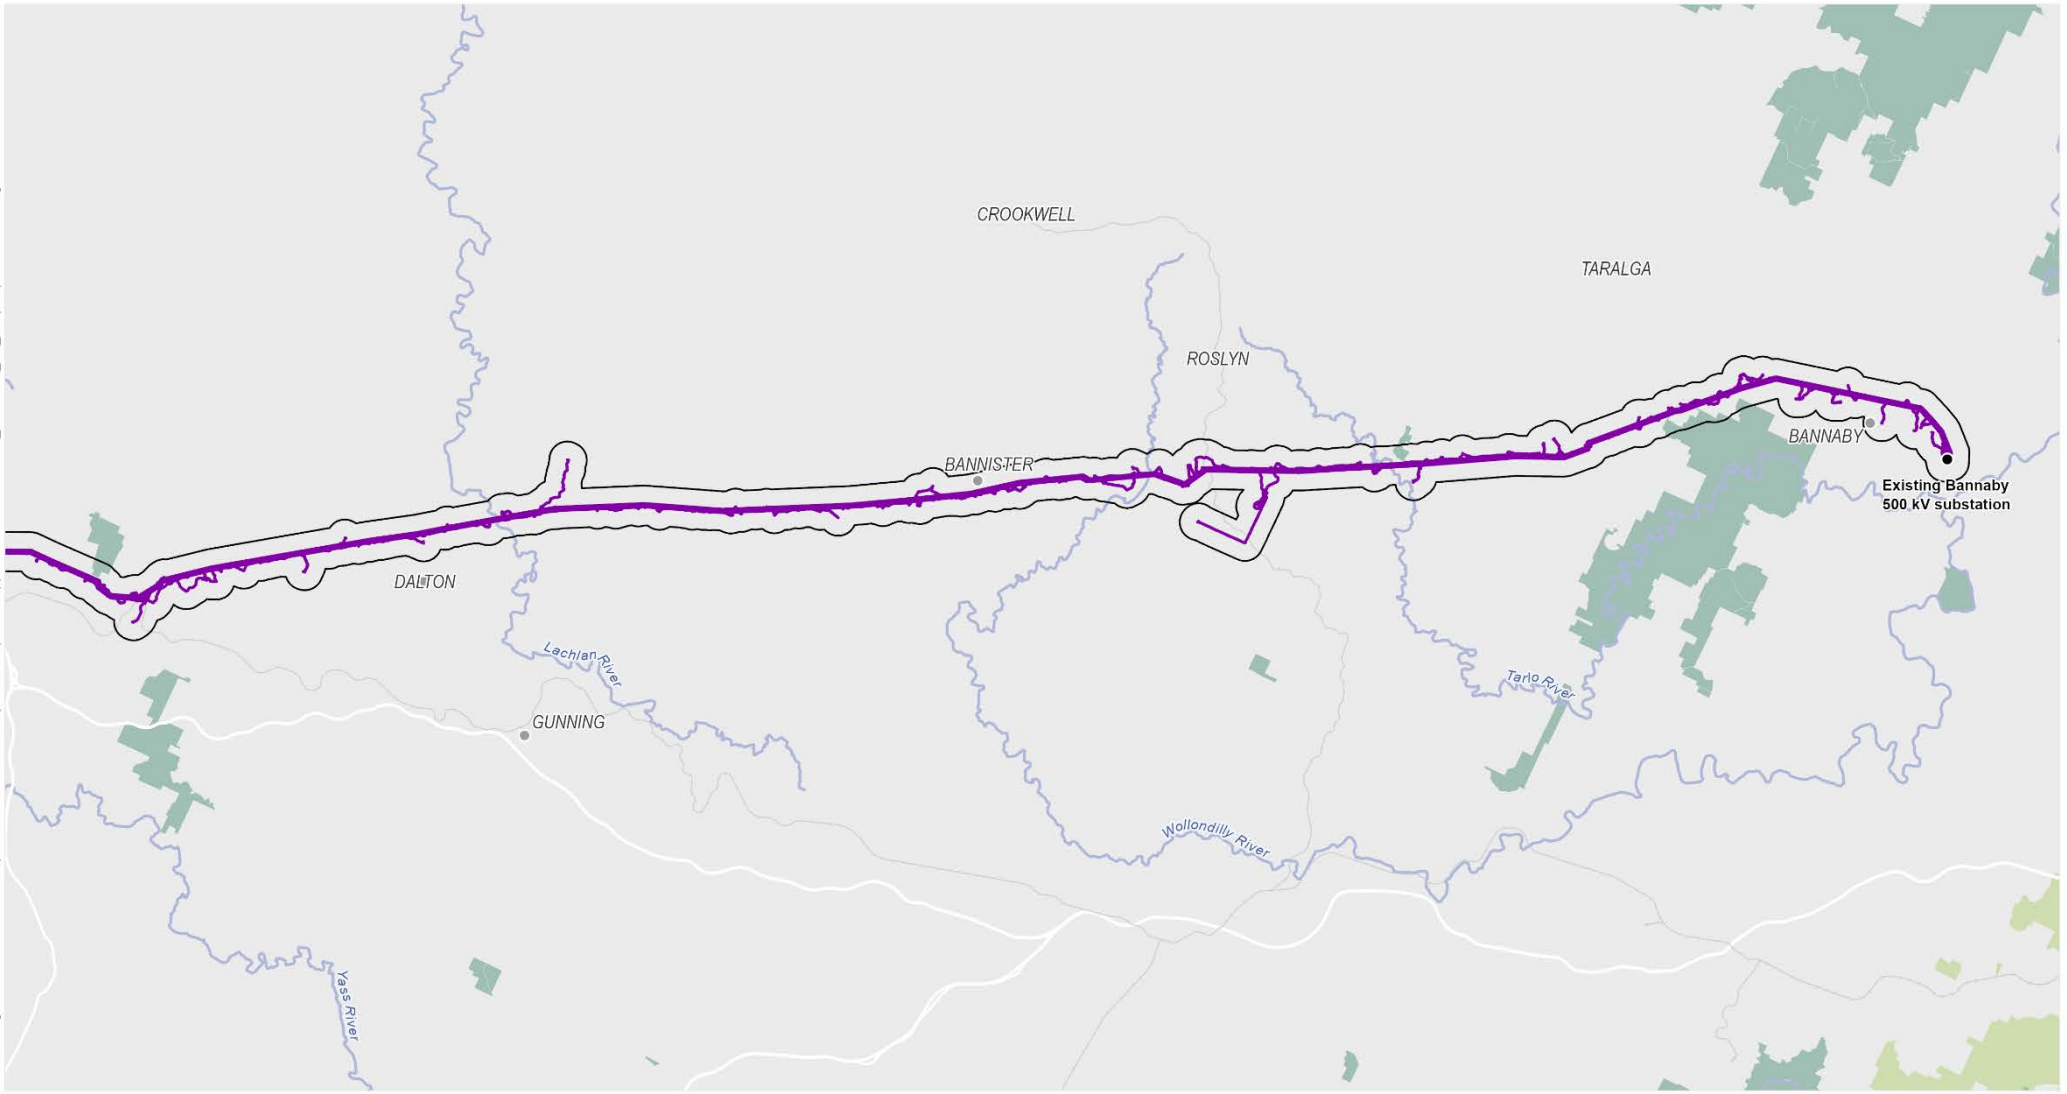 CROOKWELL
TARALGA
ROSLYN
BANNABY
BANNISTER
Existing Bannaby
500 kV substation
DALTON
Lachlan River
Tarlo River
GUNNING
Wollondilly River
Yass River